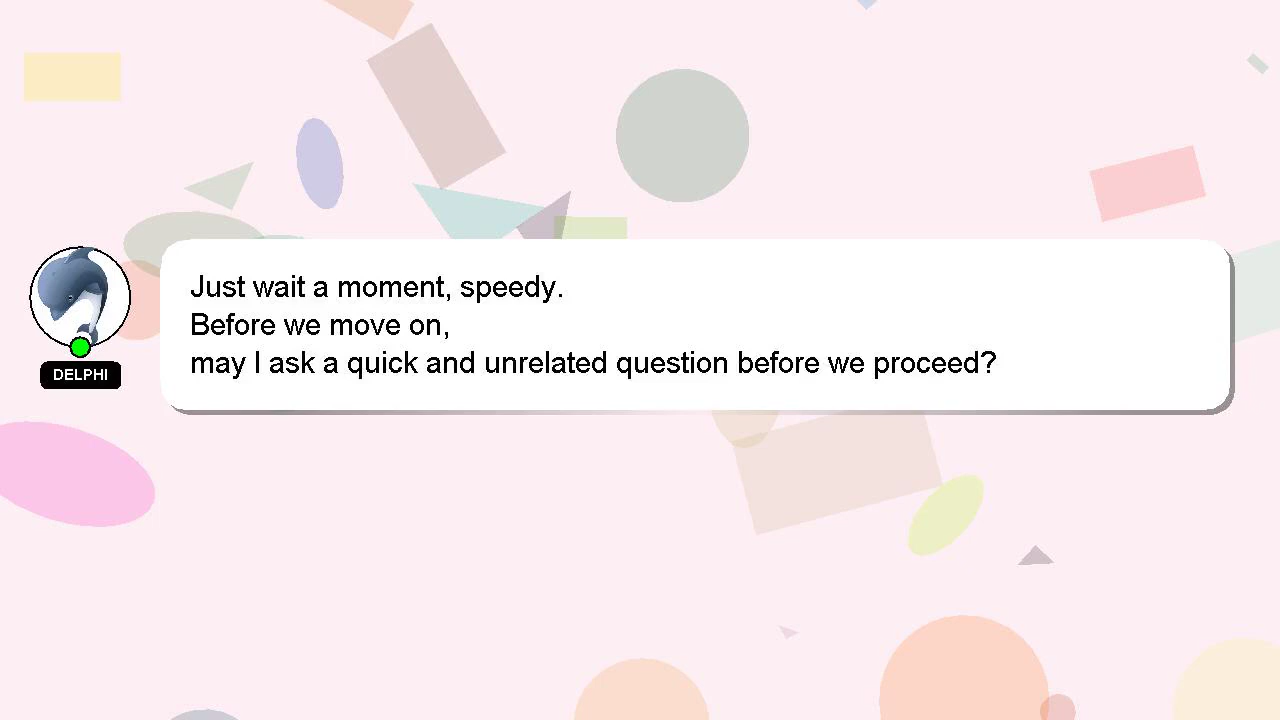 Just wait a moment, speedy.
Before we move on,
may I ask a quick and unrelated question before we proceed?
DELPHI